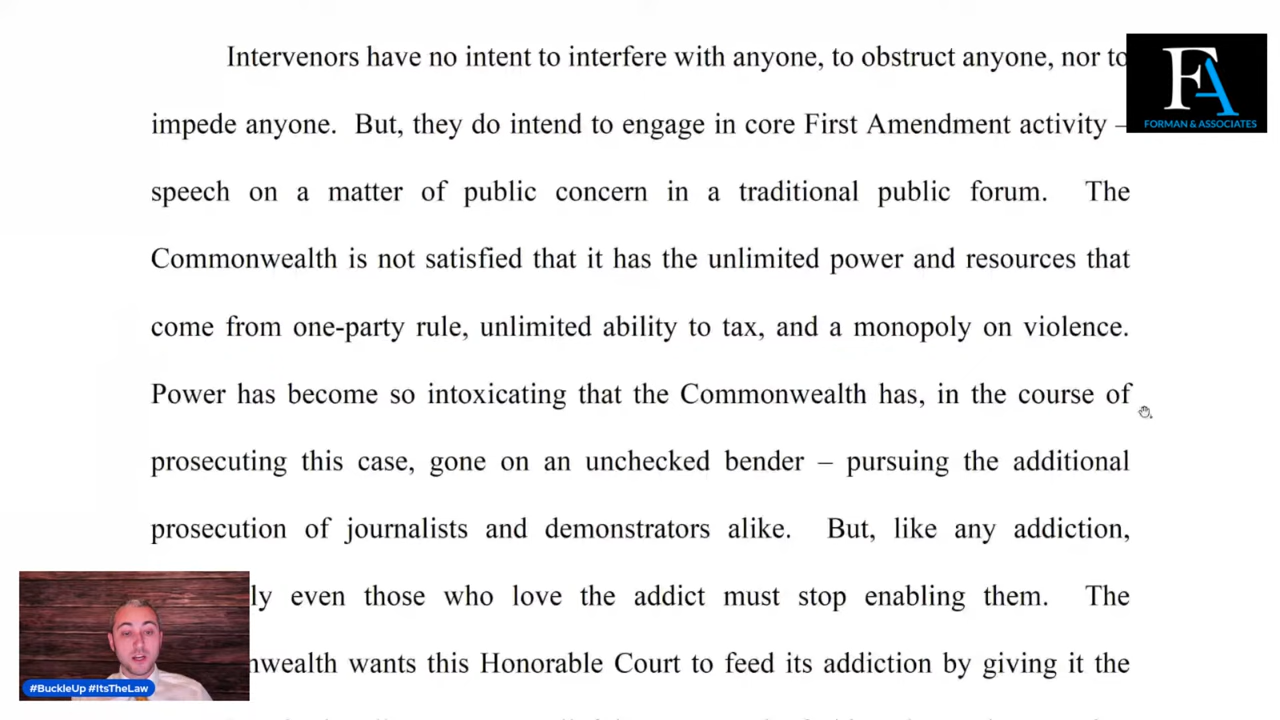 Intervenors have no intent to interfere with anyone, to obstruct anyone, nor to
impede anyone. But, they do intend to engage in core First Amendment activity –
speech on a matter of public concern in a traditional public forum. The
Commonwealth is not satisfied that it has the unlimited power and resources that
come from one-party rule, unlimited ability to tax, and a monopoly on violence.
Power has become so intoxicating that the Commonwealth has, in the course of
prosecuting this case, gone on an unchecked bender – pursuing the additional
prosecution of journalists and demonstrators alike. But, like any addiction,
even those who love the addict must stop enabling them. The
wants this Honorable Court to feed its addiction by giving it the
FA
FORMAN & ASSOCIATES
#BuckleUp #ItsTheLaw